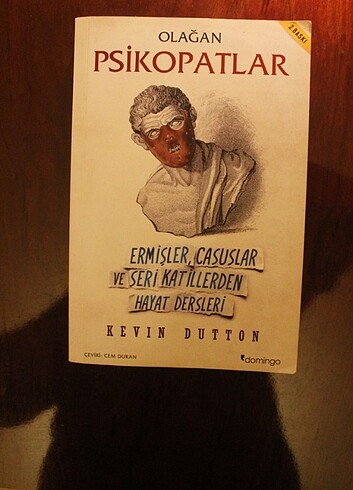 2. BASKI
OLAĞAN
PSİKOPATLAR
ERMİŞLER, CASUSLAR
VE SERİ KATİLLERDEN
HAYAT DERSLERİ
KEVIN DUTTON
ÇEVİRİ: CEM DURAN
domingo